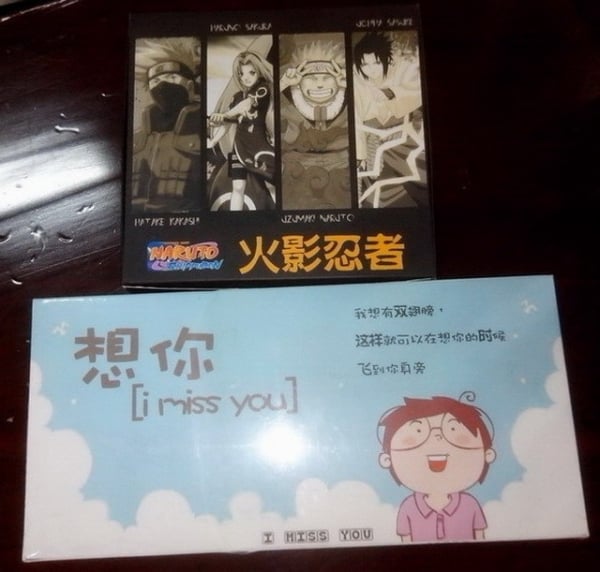 HARUNO SAKURA
UCHIHA SASUKE
HATAKE KAKASHI
UZUMAKI NARUTO
NARUTO
火影忍者
想你
[i miss you]
我想有双翅膀，
这样就可以在想你的时候
飞到你身旁
I MISS YOU